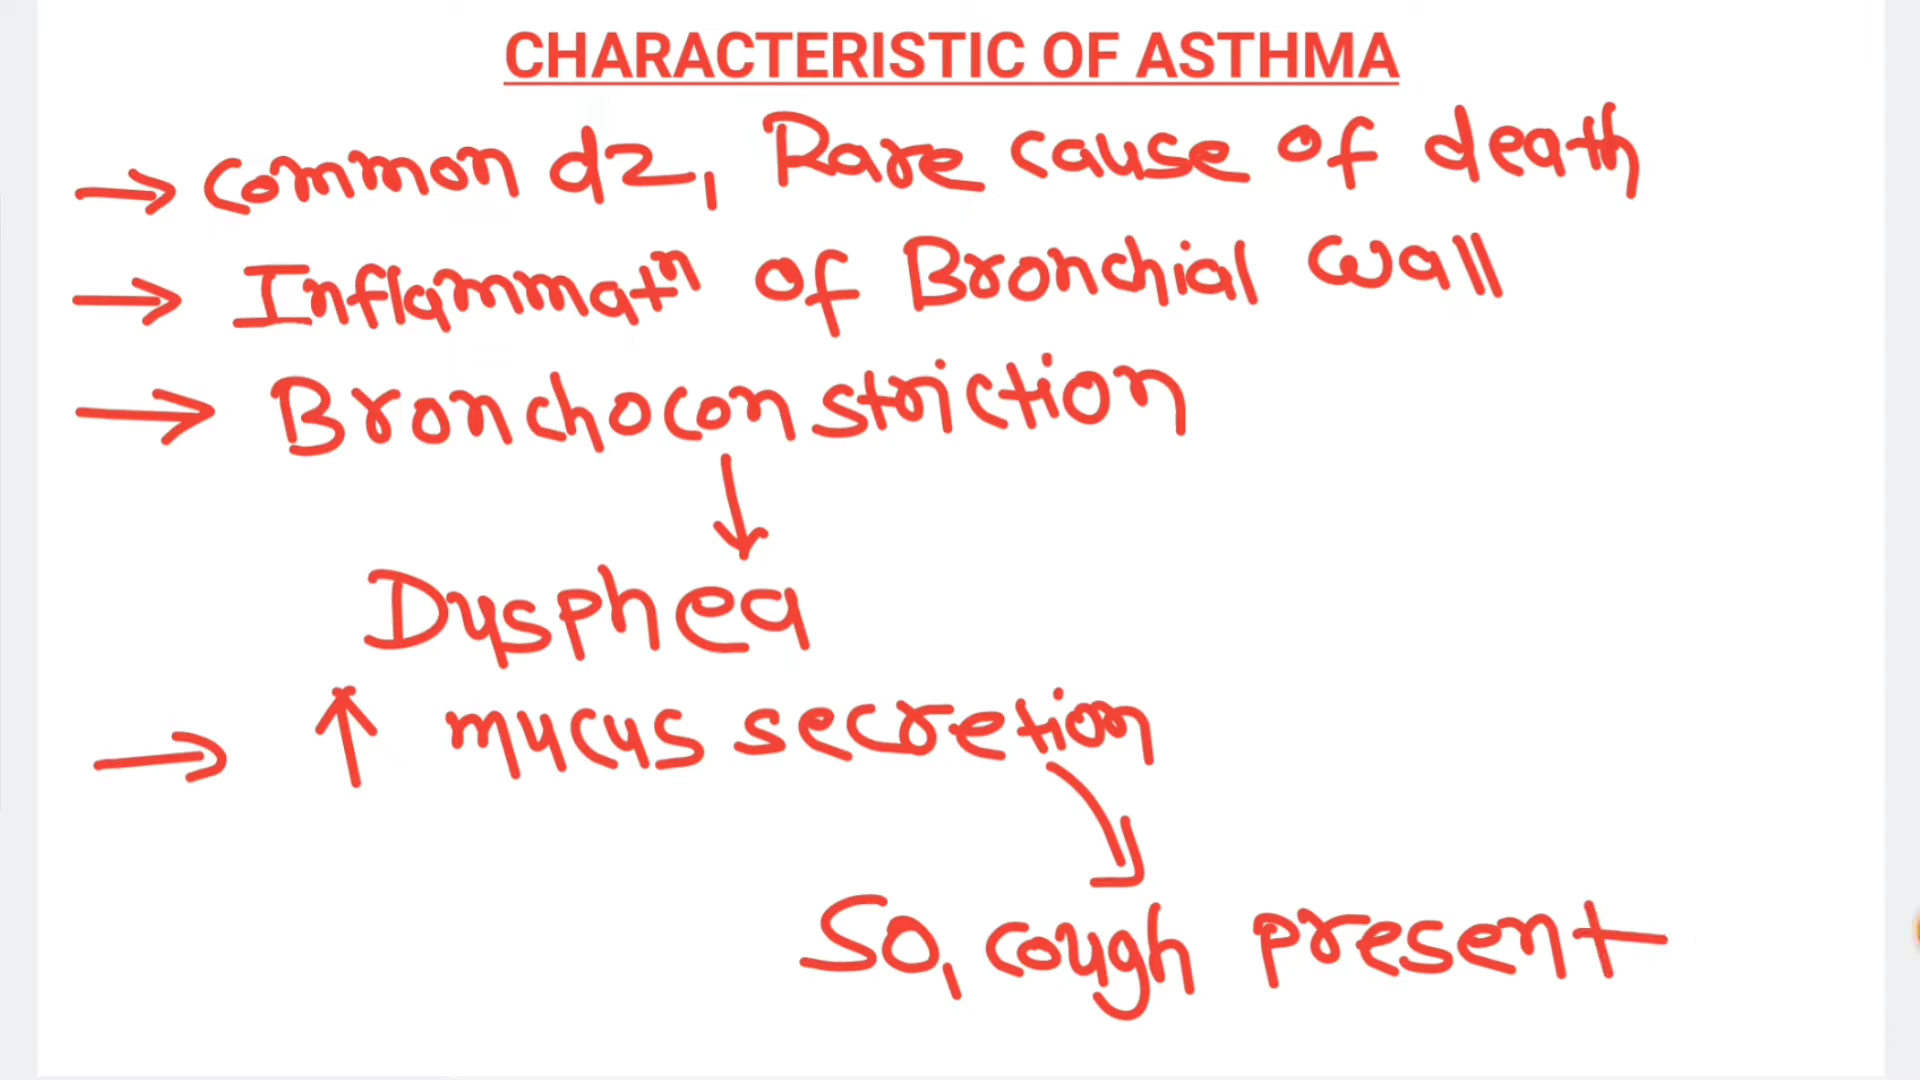 CHARACTERISTIC OF ASTHMA
→ Common dz, Rare cause of death
→ Inflammatⁿ of Bronchial wall
→ Bronchoconstriction
↓
Dysphea
→ ↑ mucus secretion
So, cough present